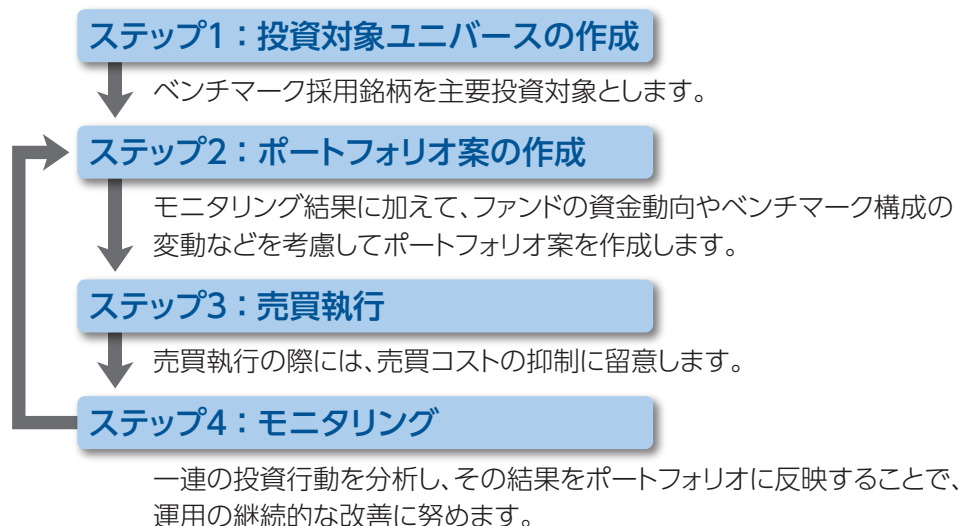 ステップ1：投資対象ユニバースの作成
ベンチマーク採用銘柄を主要投資対象とします。
ステップ2：ポートフォリオ案の作成
モニタリング結果に加えて、ファンドの資金動向やベンチマーク構成の
変動などを考慮してポートフォリオ案を作成します。
ステップ3：売買執行
売買執行の際には、売買コストの抑制に留意します。
ステップ4：モニタリング
一連の投資行動を分析し、その結果をポートフォリオに反映することで、
運用の継続的な改善に努めます。